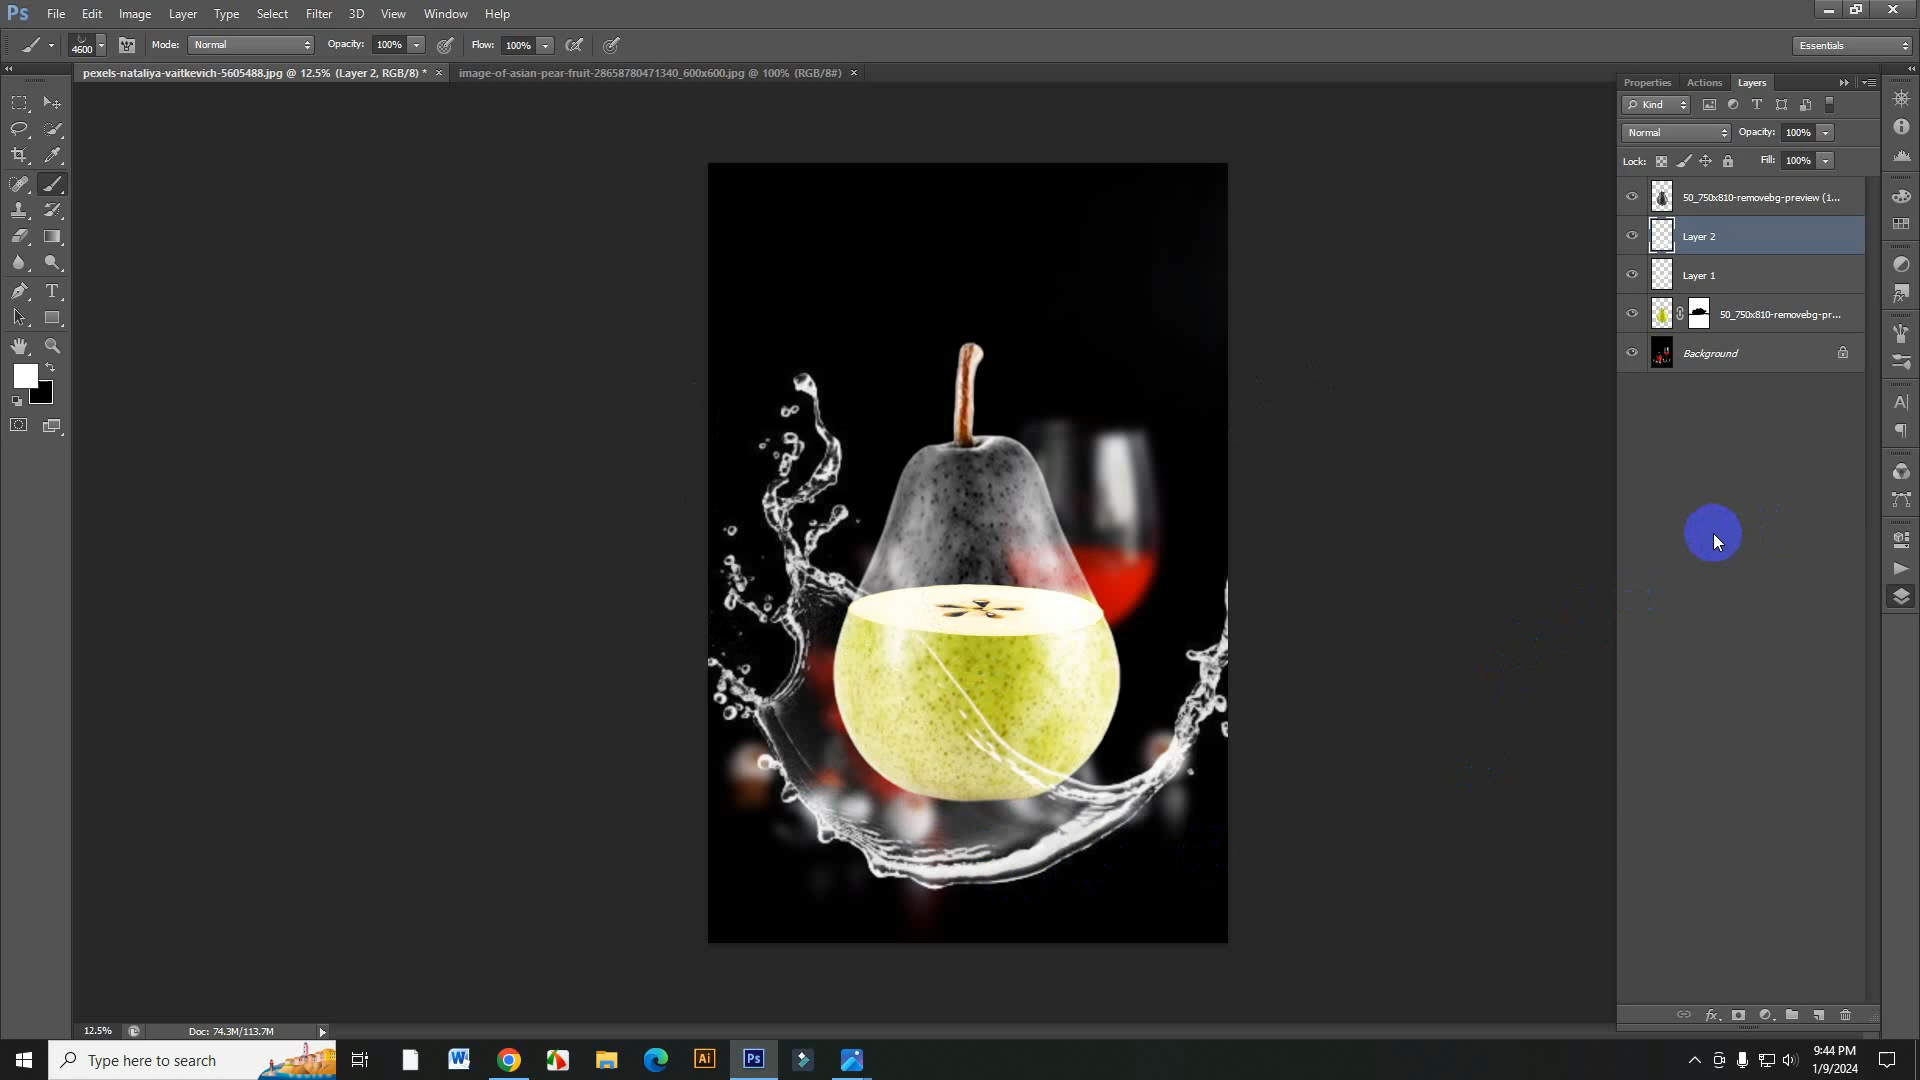 Ps File Edit Image Layer Type Select Filter 3D View Window Help
4600 Mode: Normal Opacity: 100% Flow: 100% Essentials
pexels-nataliya-vaitkevich-5605488.jpg @ 12.5% (Layer 2, RGB/8) * × image-of-asian-pear-fruit-28658780471340_600x600.jpg @ 100% (RGB/8#) ×
Properties Actions Layers
Kind
Normal Opacity: 100%
Lock: Fill: 100%
50_750x810-removebg-preview (1...
Layer 2
Layer 1
50_750x810-removebg-pr...
Background
12.5% Doc: 74.3M/113.7M
Type here to search
Ai Ps
9:44 PM
1/9/2024